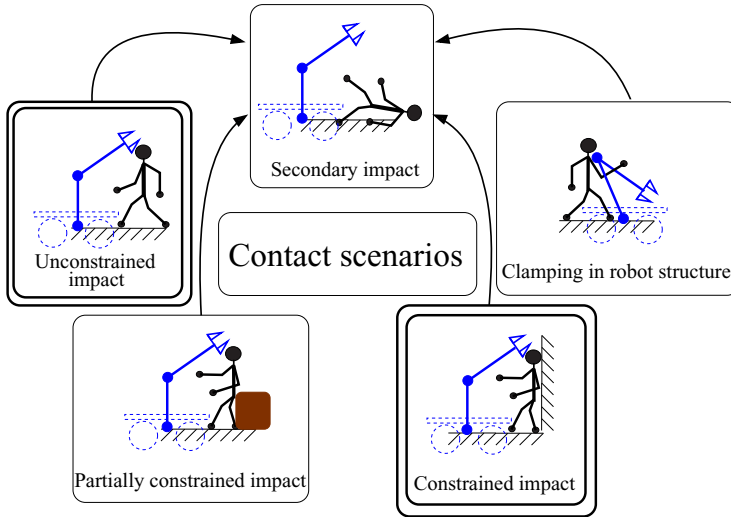 Secondary impact
Unconstrained
impact
Contact scenarios
Clamping in robot structure
Partially constrained impact
Constrained impact